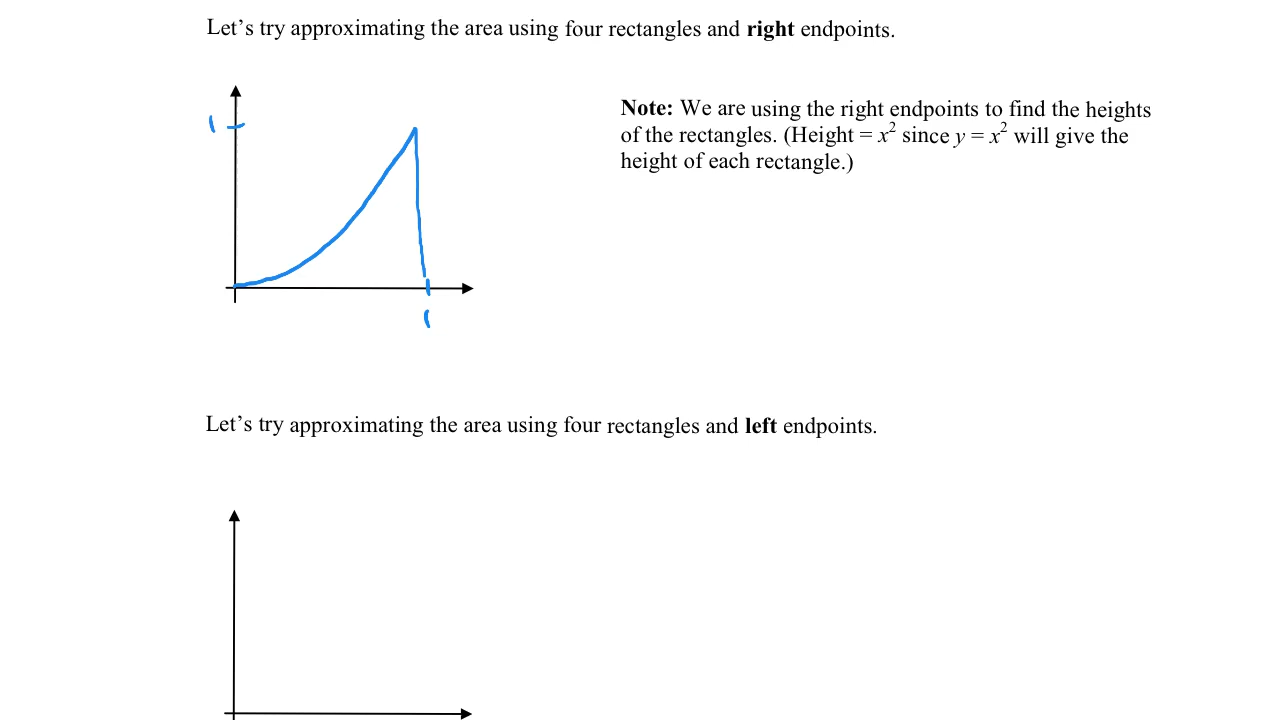 Let's try approximating the area using four rectangles and right endpoints.
1
Note: We are using the right endpoints to find the heights
of the rectangles. (Height = x² since y = x² will give the
height of each rectangle.)
1
Let's try approximating the area using four rectangles and left endpoints.